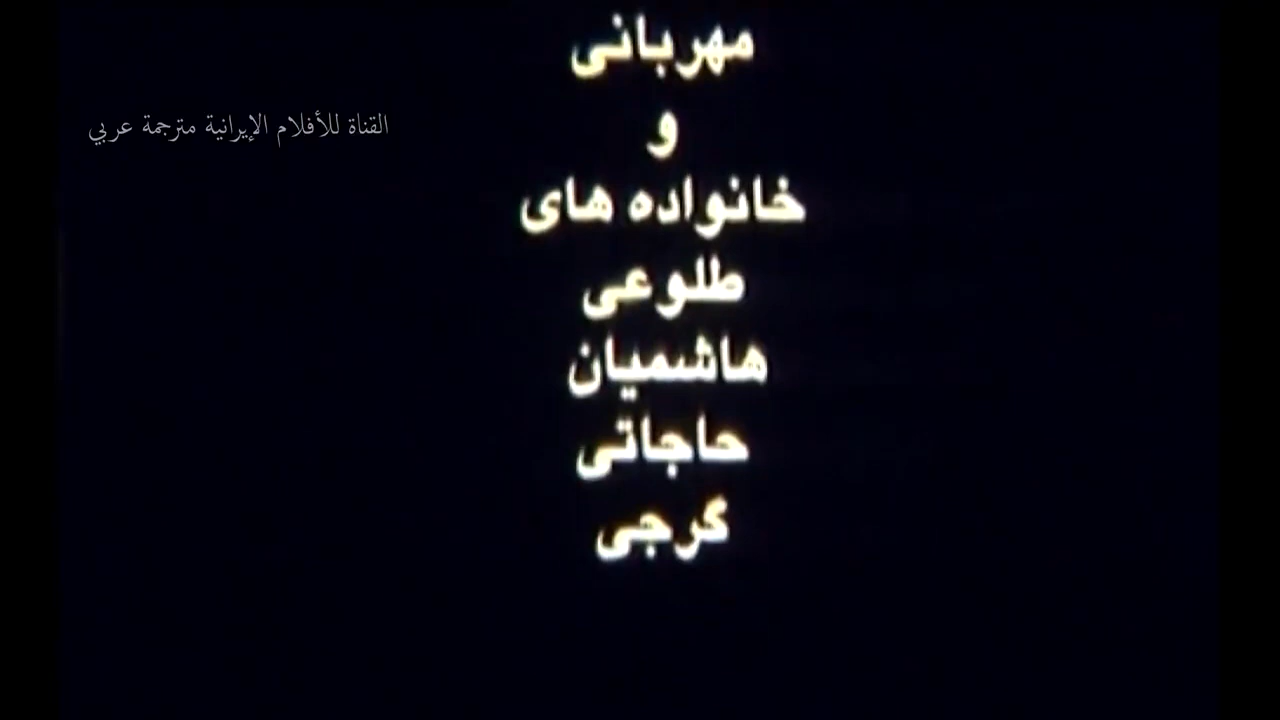 مهربانی
القناة للأفلام الإيرانية مترجمة عربي
و
خانواده های
طلوعی
هاشمیان
حاجاتی
گرجی